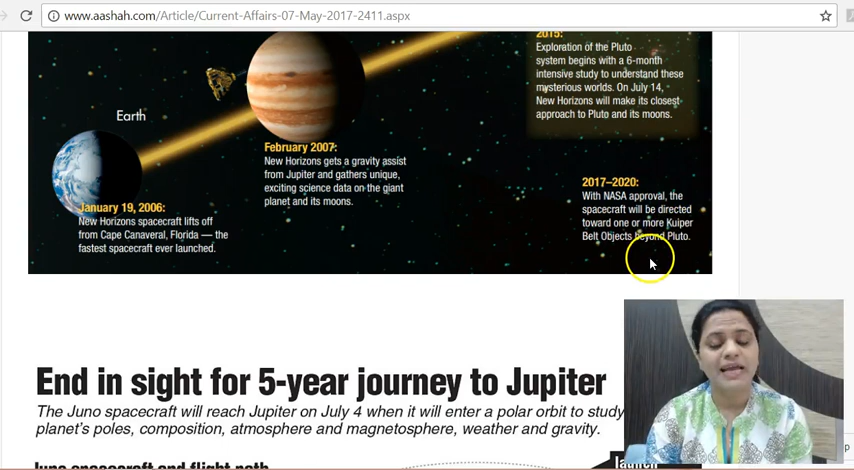 www.aashah.com/Article/Current-Affairs-07-May-2017-2411.aspx
2015:
Exploration of the Pluto
system begins with a 6-month
intensive study to understand these
mysterious worlds. On July 14,
New Horizons will make its closest
approach to Pluto and its moons.
Earth
February 2007:
New Horizons gets a gravity assist
from Jupiter and gathers unique,
exciting science data on the giant
planet and its moons.
2017–2020:
With NASA approval, the
spacecraft will be directed
toward one or more Kuiper
Belt Objects beyond Pluto.
January 19, 2006:
New Horizons spacecraft lifts off
from Cape Canaveral, Florida — the
fastest spacecraft ever launched.
End in sight for 5-year journey to Jupiter
The Juno spacecraft will reach Jupiter on July 4 when it will enter a polar orbit to study
planet's poles, composition, atmosphere and magnetosphere, weather and gravity.
Juno spacecraft and flight path
launch